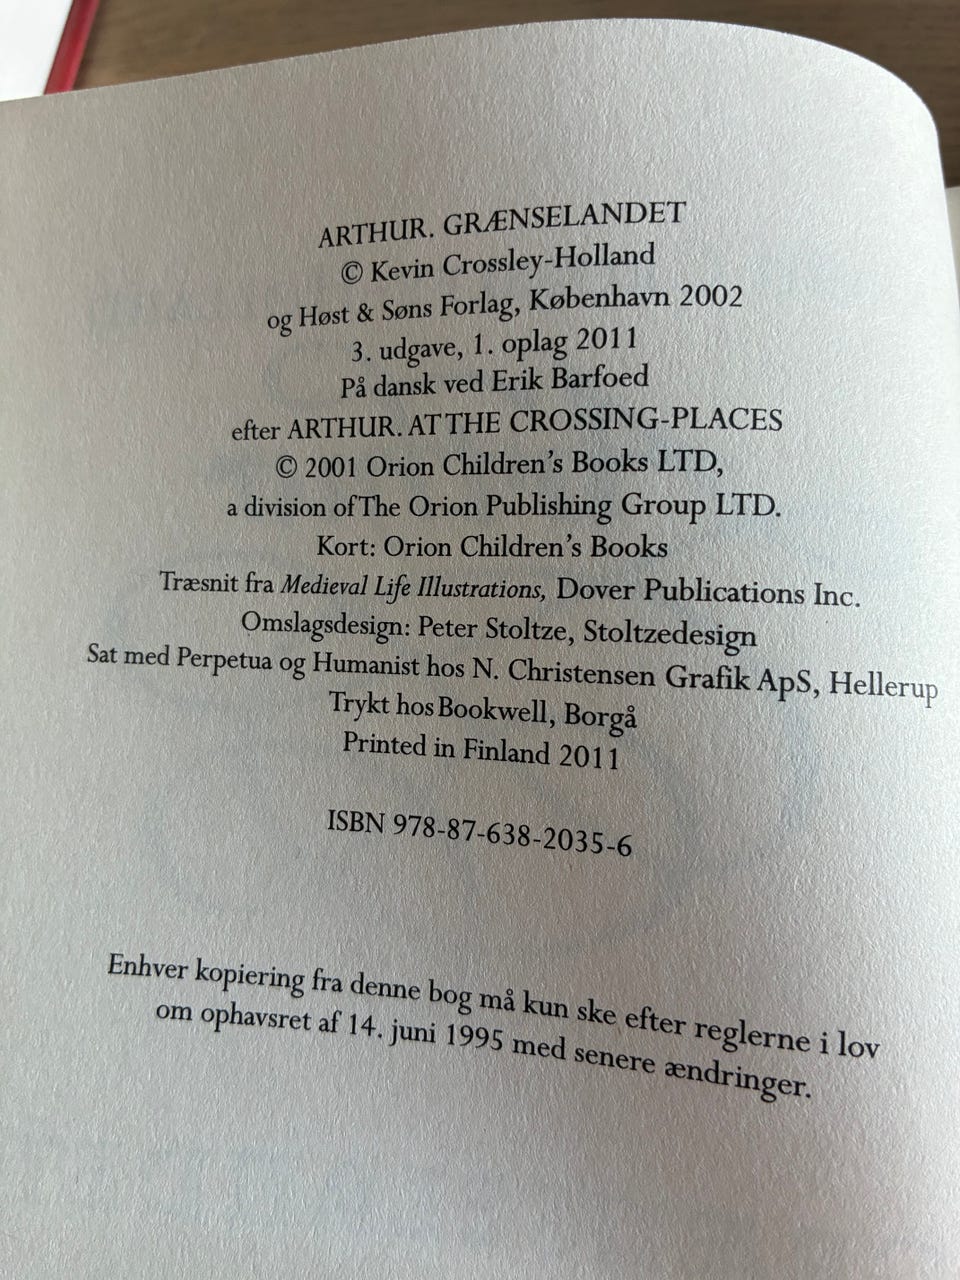 ARTHUR. GRÆNSELANDET
© Kevin Crossley-Holland
og Høst & Søns Forlag, København 2002
3. udgave, 1. oplag 2011
På dansk ved Erik Barfoed
efter ARTHUR. AT THE CROSSING-PLACES
© 2001 Orion Children's Books LTD,
a division of The Orion Publishing Group LTD.
Kort: Orion Children's Books
Træsnit fra Medieval Life Illustrations, Dover Publications Inc.
Omslagsdesign: Peter Stoltze, Stoltzedesign
Sat med Perpetua og Humanist hos N. Christensen Grafik ApS, Hellerup
Trykt hos Bookwell, Borgå
Printed in Finland 2011
ISBN 978-87-638-2035-6
Enhver kopiering fra denne bog må kun ske efter reglerne i lov
om ophavsret af 14. juni 1995 med senere ændringer.